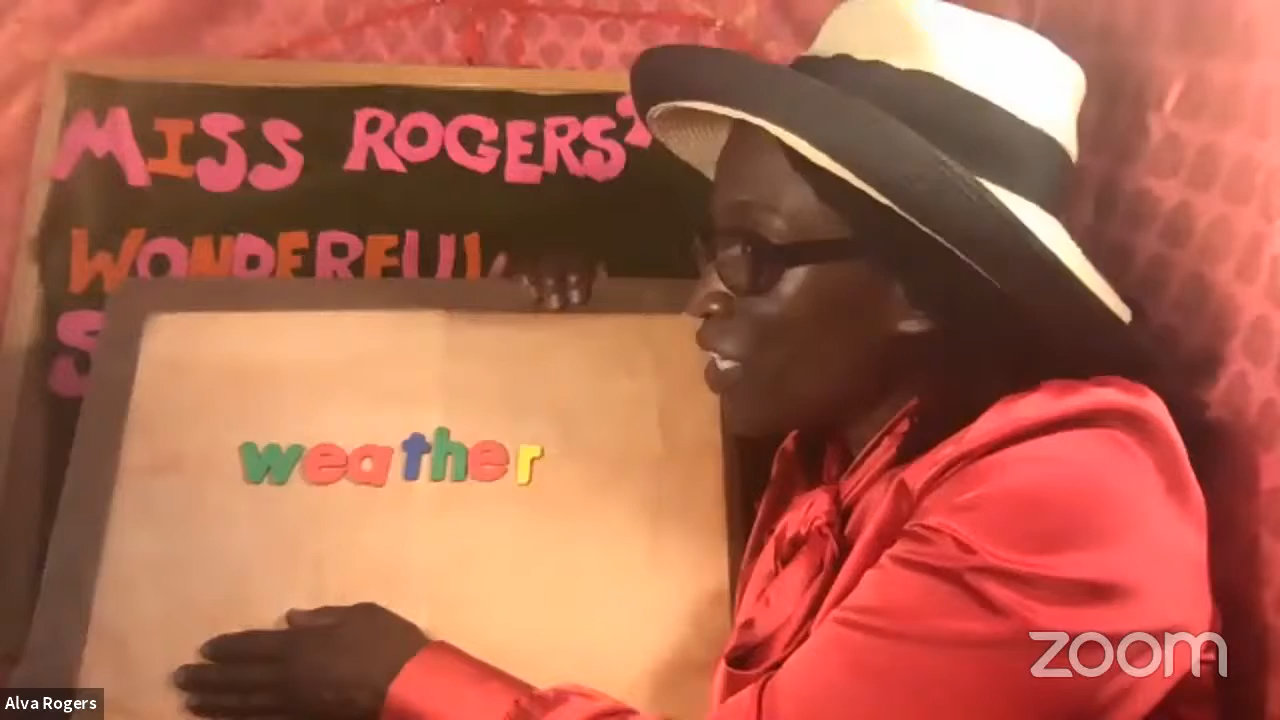 MISS ROGERS'
WONDERFUL
S
weather
zoom
Alva Rogers